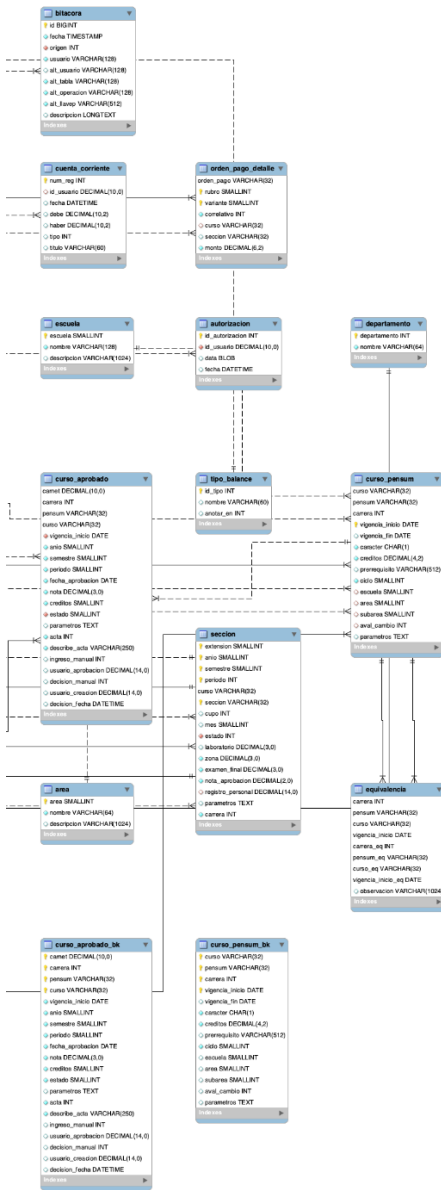 bitacora
id BIGINT
fecha TIMESTAMP
origen INT
usuario VARCHAR(128)
alt_usuario VARCHAR(128)
alt_tabla VARCHAR(128)
alt_operacion VARCHAR(128)
alt_llavep VARCHAR(512)
descripcion LONGTEXT
Indexes
cuenta_corriente
num_reg INT
id_usuario DECIMAL(10,0)
fecha DATETIME
debe DECIMAL(10,2)
haber DECIMAL(10,2)
tipo INT
titulo VARCHAR(60)
Indexes
orden_pago_detalle
orden_pago VARCHAR(32)
rubro SMALLINT
variante SMALLINT
correlativo INT
curso VARCHAR(32)
seccion VARCHAR(32)
monto DECIMAL(6,2)
Indexes
escuela
escuela SMALLINT
nombre VARCHAR(128)
descripcion VARCHAR(1024)
Indexes
autorizacion
id_autorizacion INT
id_usuario DECIMAL(10,0)
data BLOB
fecha DATETIME
Indexes
departamento
departamento INT
nombre VARCHAR(64)
Indexes
curso_aprobado
carnet DECIMAL(10,0)
carrera INT
pensum VARCHAR(32)
curso VARCHAR(32)
vigencia_inicio DATE
anio SMALLINT
semestre SMALLINT
periodo SMALLINT
fecha_aprobacion DATE
nota DECIMAL(3,0)
creditos SMALLINT
estado SMALLINT
parametros TEXT
acta INT
describe_acta VARCHAR(250)
ingreso_manual INT
usuario_aprobacion DECIMAL(14,0)
decision_manual INT
usuario_creacion DECIMAL(14,0)
decision_fecha DATETIME
Indexes
tipo_balance
id_tipo INT
nombre VARCHAR(60)
anotar_en INT
Indexes
curso_pensum
curso VARCHAR(32)
pensum VARCHAR(32)
carrera INT
vigencia_inicio DATE
vigencia_fin DATE
caracter CHAR(1)
creditos DECIMAL(4,2)
prerequisito VARCHAR(512)
ciclo SMALLINT
escuela SMALLINT
area SMALLINT
subarea SMALLINT
aval_cambio INT
parametros TEXT
Indexes
seccion
extension SMALLINT
anio SMALLINT
semestre SMALLINT
periodo INT
curso VARCHAR(32)
seccion VARCHAR(32)
cupo INT
mes SMALLINT
estado INT
laboratorio DECIMAL(3,0)
zona DECIMAL(3,0)
examen_final DECIMAL(3,0)
nota_aprobacion DECIMAL(2,0)
registro_personal DECIMAL(14,0)
parametros TEXT
carrera INT
Indexes
area
area SMALLINT
nombre VARCHAR(64)
descripcion VARCHAR(1024)
Indexes
equivalencia
carrera INT
pensum VARCHAR(32)
curso VARCHAR(32)
vigencia_inicio DATE
carrera_eq INT
pensum_eq VARCHAR(32)
curso_eq VARCHAR(32)
vigencia_inicio_eq DATE
observacion VARCHAR(1024)
Indexes
curso_aprobado_bk
carnet DECIMAL(10,0)
carrera INT
pensum VARCHAR(32)
curso VARCHAR(32)
vigencia_inicio DATE
anio SMALLINT
semestre SMALLINT
periodo SMALLINT
fecha_aprobacion DATE
nota DECIMAL(3,0)
creditos SMALLINT
estado SMALLINT
parametros TEXT
acta INT
describe_acta VARCHAR(250)
ingreso_manual INT
usuario_aprobacion DECIMAL(14,0)
decision_manual INT
usuario_creacion DECIMAL(14,0)
decision_fecha DATETIME
Indexes
curso_pensum_bk
curso VARCHAR(32)
pensum VARCHAR(32)
carrera INT
vigencia_inicio DATE
vigencia_fin DATE
caracter CHAR(1)
creditos DECIMAL(4,2)
prerequisito VARCHAR(512)
ciclo SMALLINT
escuela SMALLINT
area SMALLINT
subarea SMALLINT
aval_cambio INT
parametros TEXT
Indexes